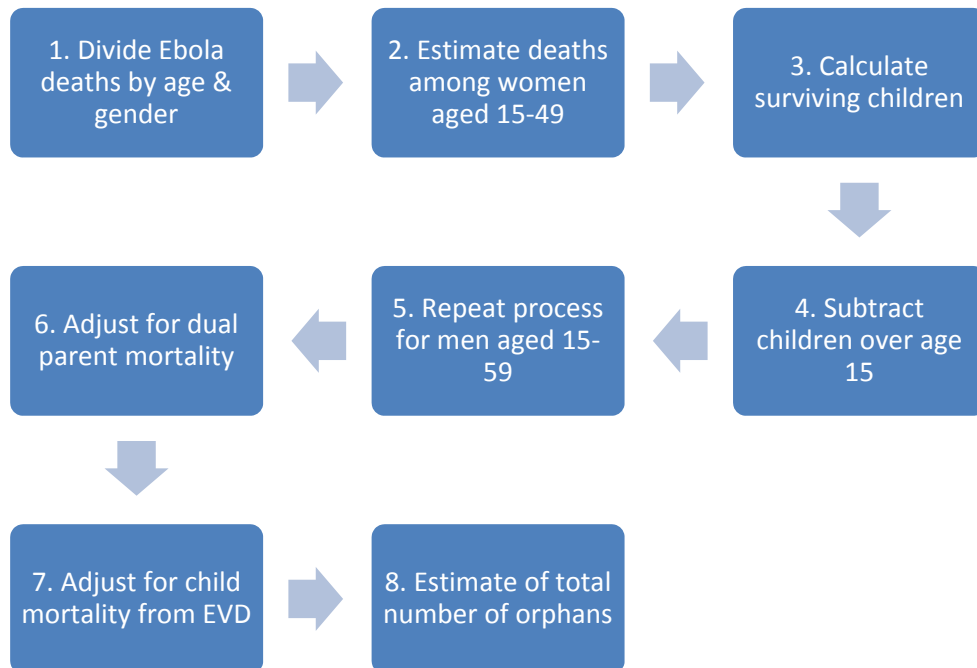 1. Divide Ebola
deaths by age &
gender
2. Estimate deaths
among women
aged 15-49
3. Calculate
surviving children
4. Subtract
children over age
15
5. Repeat process
for men aged 15-
59
6. Adjust for dual
parent mortality
7. Adjust for child
mortality from EVD
8. Estimate of total
number of orphans